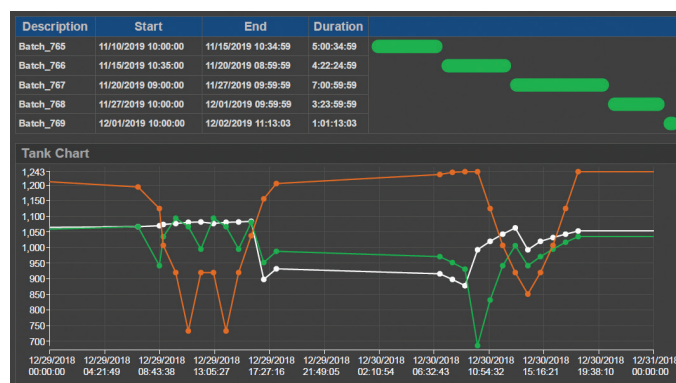 Description Start End Duration
Batch_765 11/10/2019 10:00:00 11/15/2019 10:34:59 5:00:34:59
Batch_766 11/15/2019 10:35:00 11/20/2019 08:59:59 4:22:24:59
Batch_767 11/20/2019 09:00:00 11/27/2019 09:59:59 7:00:59:59
Batch_768 11/27/2019 10:00:00 12/01/2019 09:59:59 3:23:59:59
Batch_769 12/01/2019 10:00:00 12/02/2019 11:13:03 1:01:13:03
Tank Chart
1,243
1,200
1,150
1,100
1,050
1,000
950
900
850
800
750
700
12/29/2018 12/29/2018 12/29/2018 12/29/2018 12/29/2018 12/29/2018 12/30/2018 12/30/2018 12/30/2018 12/30/2018 12/30/2018 12/31/2018
00:00:00 04:21:49 08:43:38 13:05:27 17:27:16 21:49:05 02:10:54 06:32:43 10:54:32 15:16:21 19:38:10 00:00:00